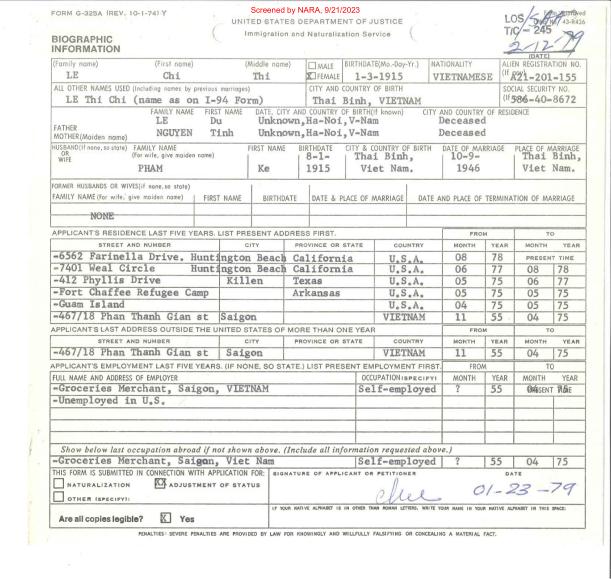 Screened by NARA, 9/21/2023
FORM G-325A (REV. 10-1-74) Y
UNITED STATES DEPARTMENT OF JUSTICE
Immigration and Naturalization Service
LOS
T/C - 245
2-12-79
(DATE)
BIOGRAPHIC
INFORMATION
(Family name) (First name) (Middle name) MALE BIRTHDATE(Mo.-Day-Yr.) NATIONALITY ALIEN REGISTRATION NO.
LE Chi Thi X FEMALE 1-3-1915 VIETNAMESE (If any) A21-201-155
ALL OTHER NAMES USED (Including names by previous marriages) CITY AND COUNTRY OF BIRTH SOCIAL SECURITY NO.
LE Thi Chi (name as on I-94 Form) Thai Binh, VIETNAM (If any) 586-40-8672
FAMILY NAME FIRST NAME DATE, CITY AND COUNTRY OF BIRTH(If known) CITY AND COUNTRY OF RESIDENCE
FATHER LE Du Unknown,Ha-Noi,V-Nam Deceased
MOTHER(Maiden name) NGUYEN Tinh Unknown,Ha-Noi,V-Nam Deceased
HUSBAND(If none, so state) OR WIFE FAMILY NAME (For wife, give maiden name) FIRST NAME BIRTHDATE CITY & COUNTRY OF BIRTH DATE OF MARRIAGE PLACE OF MARRIAGE
8-1- Thai Binh, 10-9- Thai Binh,
PHAM Ke 1915 Viet Nam. 1946 Viet Nam.
FORMER HUSBANDS OR WIVES(if none, so state)
FAMILY NAME (For wife, give maiden name) FIRST NAME BIRTHDATE DATE & PLACE OF MARRIAGE DATE AND PLACE OF TERMINATION OF MARRIAGE
NONE
APPLICANT'S RESIDENCE LAST FIVE YEARS. LIST PRESENT ADDRESS FIRST. FROM TO
STREET AND NUMBER CITY PROVINCE OR STATE COUNTRY MONTH YEAR MONTH YEAR
-6562 Farinella Drive. Huntington Beach California U.S.A. 08 78 PRESENT TIME
-7401 Weal Circle Huntington Beach California U.S.A. 06 77 08 78
-412 Phyllis Drive Killen Texas U.S.A. 05 75 06 77
-Fort Chaffee Refugee Camp Arkansas U.S.A. 05 75 05 75
-Guam Island U.S.A. 04 75 05 75
-467/18 Phan Thanh Gian st Saigon VIETNAM 11 55 04 75
APPLICANT'S LAST ADDRESS OUTSIDE THE UNITED STATES OF MORE THAN ONE YEAR FROM TO
STREET AND NUMBER CITY PROVINCE OR STATE COUNTRY MONTH YEAR MONTH YEAR
-467/18 Phan Thanh Gian st Saigon VIETNAM 11 55 04 75
APPLICANT'S EMPLOYMENT LAST FIVE YEARS. (IF NONE, SO STATE.) LIST PRESENT EMPLOYMENT FIRST. FROM TO
FULL NAME AND ADDRESS OF EMPLOYER OCCUPATION(SPECIFY) MONTH YEAR MONTH YEAR
-Groceries Merchant, Saigon, VIETNAM Self-employed ? 55 04 75 PRESENT TIME
-Unemployed in U.S.
Show below last occupation abroad if not shown above. (Include all information requested above.)
-Groceries Merchant, Saigon, Viet Nam Self-employed ? 55 04 75
THIS FORM IS SUBMITTED IN CONNECTION WITH APPLICATION FOR: SIGNATURE OF APPLICANT OR PETITIONER DATE
NATURALIZATION XX ADJUSTMENT OF STATUS
OTHER (SPECIFY): 01-23-79
IF YOUR NATIVE ALPHABET IS IN OTHER THAN ROMAN LETTERS, WRITE YOUR NAME IN YOUR NATIVE ALPHABET IN THIS SPACE:
Are all copies legible? X Yes
PENALTIES: SEVERE PENALTIES ARE PROVIDED BY LAW FOR KNOWINGLY AND WILLFULLY FALSIFYING OR CONCEALING A MATERIAL FACT.